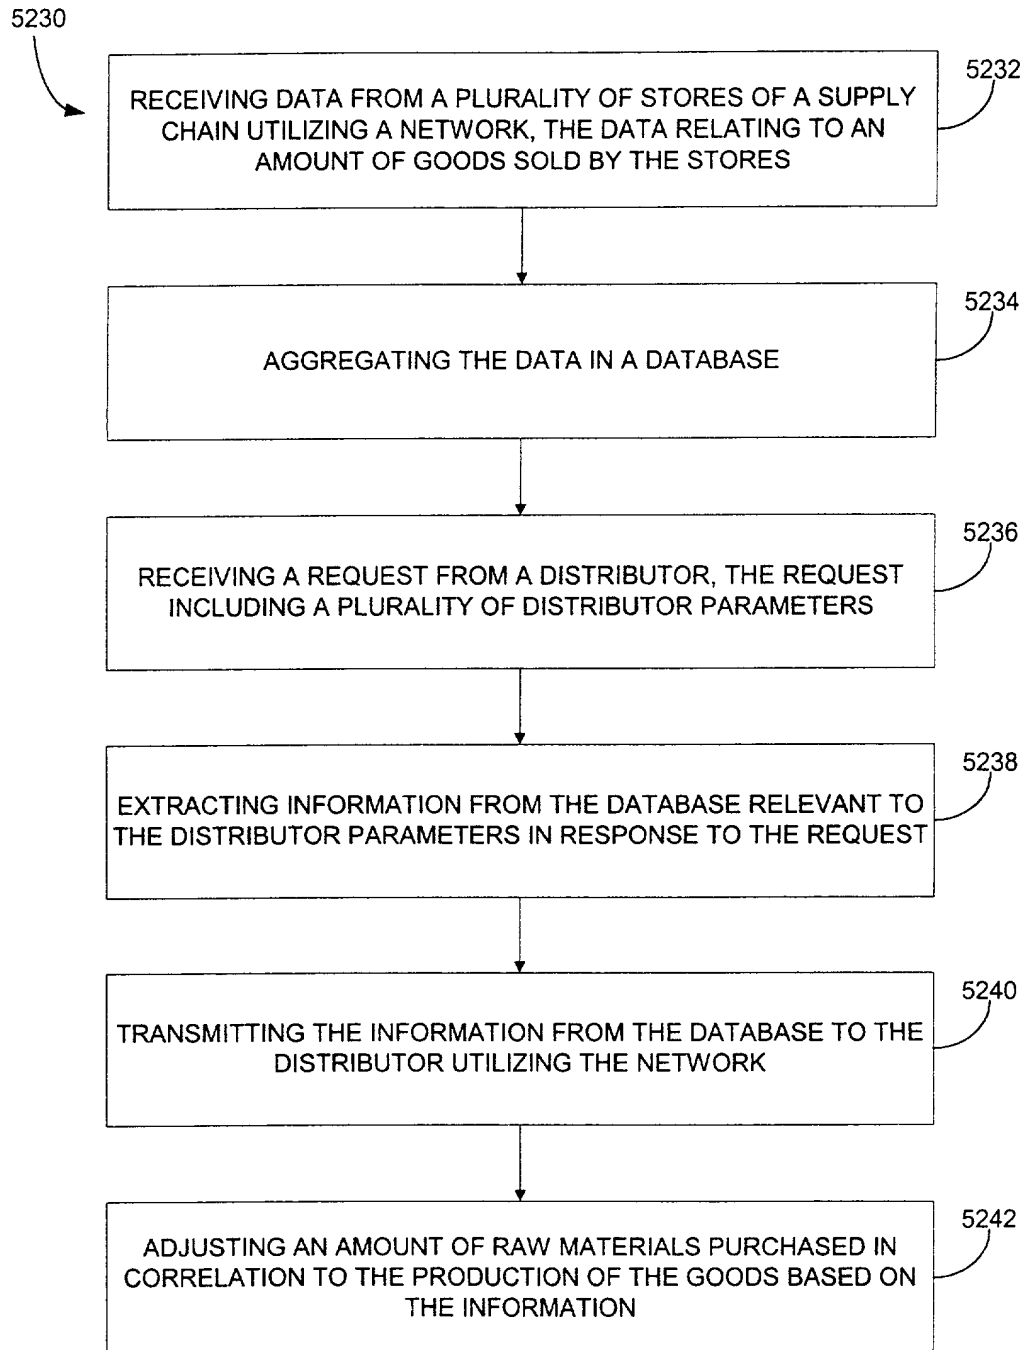 5230
5232
RECEIVING DATA FROM A PLURALITY OF STORES OF A SUPPLY
CHAIN UTILIZING A NETWORK, THE DATA RELATING TO AN
AMOUNT OF GOODS SOLD BY THE STORES
5234
AGGREGATING THE DATA IN A DATABASE
5236
RECEIVING A REQUEST FROM A DISTRIBUTOR, THE REQUEST
INCLUDING A PLURALITY OF DISTRIBUTOR PARAMETERS
5238
EXTRACTING INFORMATION FROM THE DATABASE RELEVANT TO
THE DISTRIBUTOR PARAMETERS IN RESPONSE TO THE REQUEST
5240
TRANSMITTING THE INFORMATION FROM THE DATABASE TO THE
DISTRIBUTOR UTILIZING THE NETWORK
5242
ADJUSTING AN AMOUNT OF RAW MATERIALS PURCHASED IN
CORRELATION TO THE PRODUCTION OF THE GOODS BASED ON
THE INFORMATION